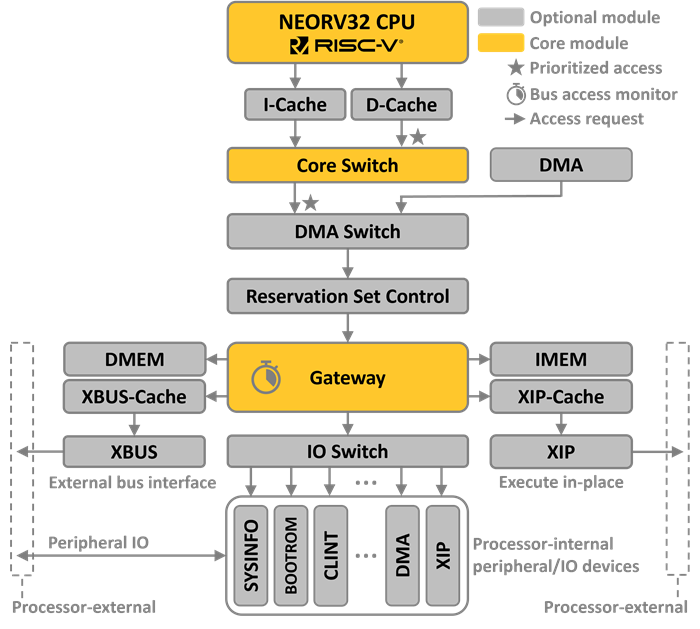 NEORV32 CPU
RISC-V®
Optional module
Core module
Prioritized access
Bus access monitor
Access request
I-Cache
D-Cache
Core Switch
DMA
DMA Switch
Reservation Set Control
DMEM
Gateway
IMEM
XBUS-Cache
XIP-Cache
XBUS
IO Switch
XIP
External bus interface
Execute in-place
...
SYSINFO
BOOTROM
CLINT
...
DMA
XIP
Peripheral IO
Processor-internal
peripheral/IO devices
Processor-external
Processor-external